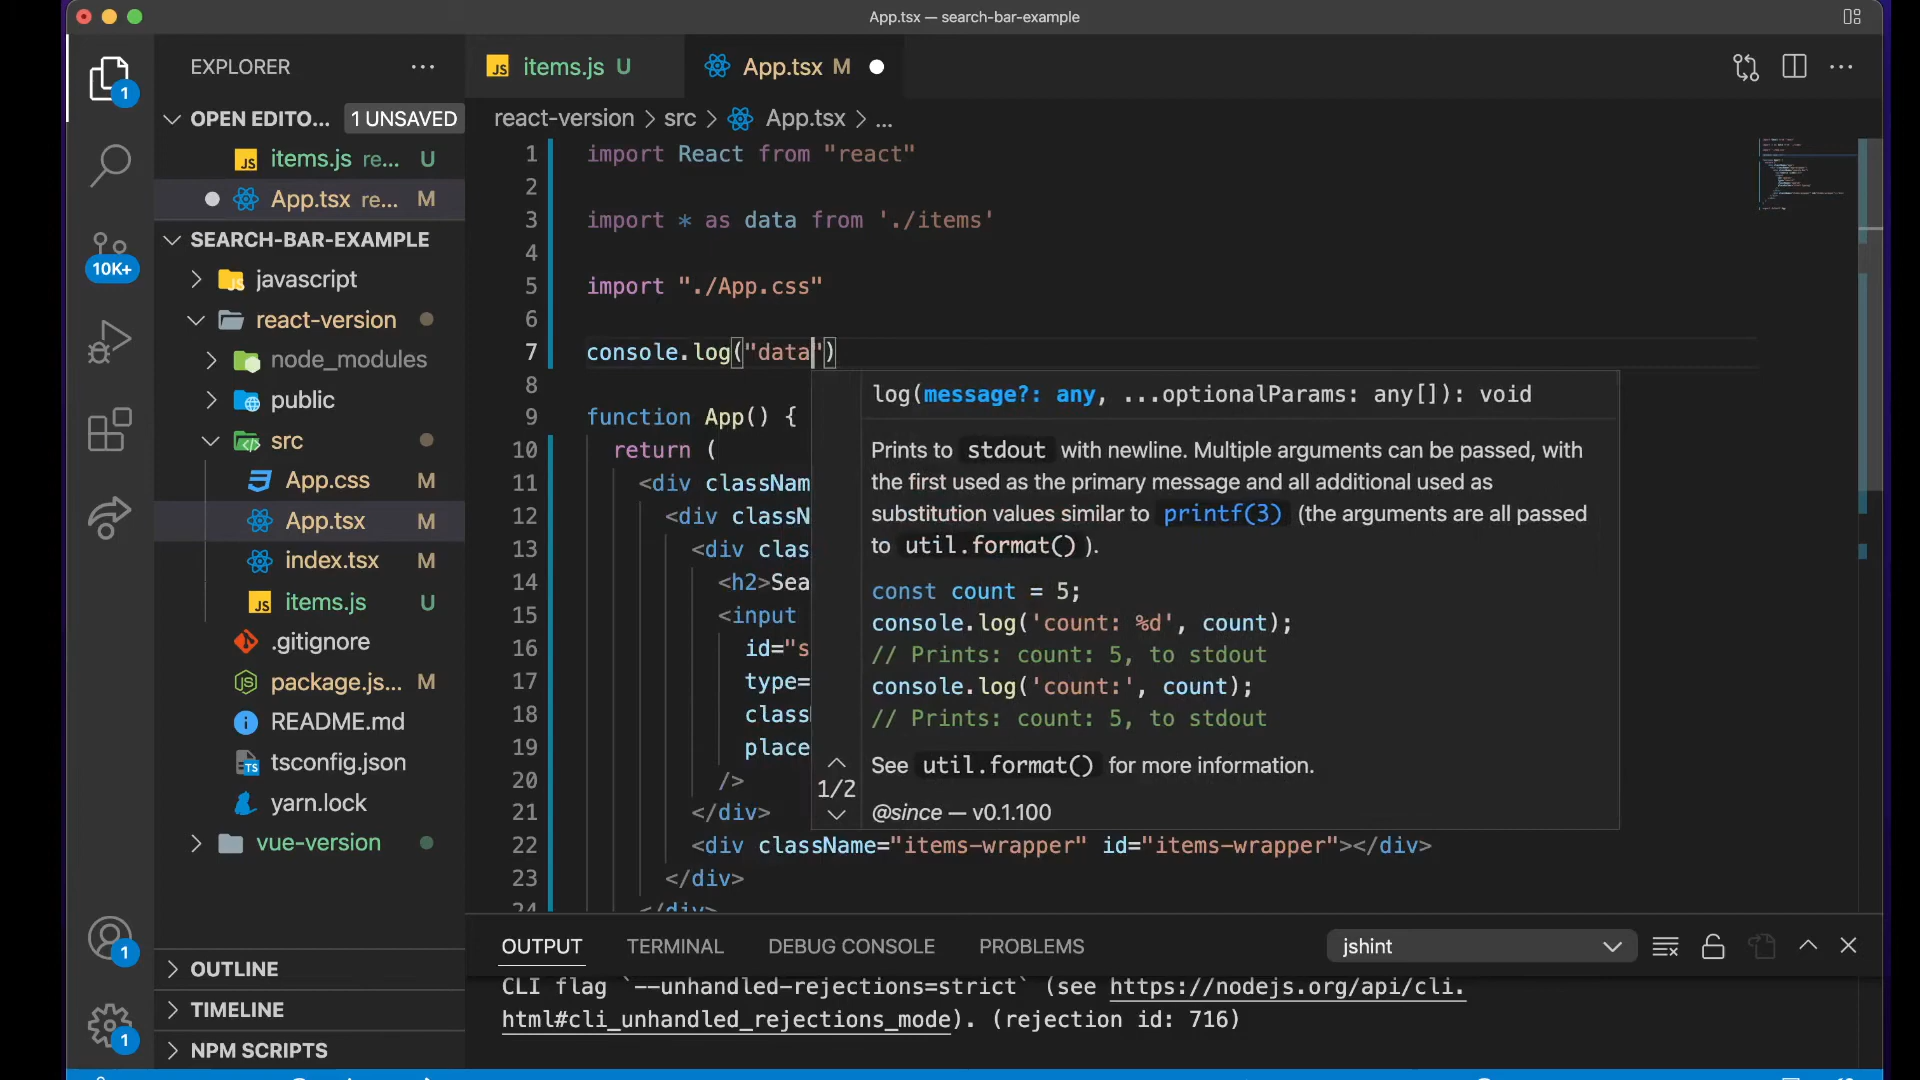 App.tsx — search-bar-example
EXPLORER
items.js U
App.tsx M
1
OPEN EDITO... 1 UNSAVED
react-version > src > App.tsx > ...
items.js re... U
App.tsx re... M
SEARCH-BAR-EXAMPLE
10K+
javascript
react-version
node_modules
public
src
App.css M
App.tsx M
index.tsx M
items.js U
.gitignore
package.js... M
README.md
tsconfig.json
yarn.lock
vue-version
1
OUTLINE
TIMELINE
1
NPM SCRIPTS
1 import React from "react"
2
3 import * as data from './items'
4
5 import "./App.css"
6
7 console.log("data")
8
9 function App() {
10 return (
11 <div classNam
12 <div classN
13 <div clas
14 <h2>Sea
15 <input
16 id="s
17 type=
18 class
19 place
20 />
21 </div>
22 <div className="items-wrapper" id="items-wrapper"></div>
23 </div>
24 </div>
log(message?: any, ...optionalParams: any[]): void
Prints to stdout with newline. Multiple arguments can be passed, with
the first used as the primary message and all additional used as
substitution values similar to printf(3) (the arguments are all passed
to util.format() ).
const count = 5;
console.log('count: %d', count);
// Prints: count: 5, to stdout
console.log('count:', count);
// Prints: count: 5, to stdout
1/2
See util.format() for more information.
@since — v0.1.100
OUTPUT TERMINAL DEBUG CONSOLE PROBLEMS jshint
CLI flag `--unhandled-rejections=strict` (see https://nodejs.org/api/cli.
html#cli_unhandled_rejections_mode). (rejection id: 716)